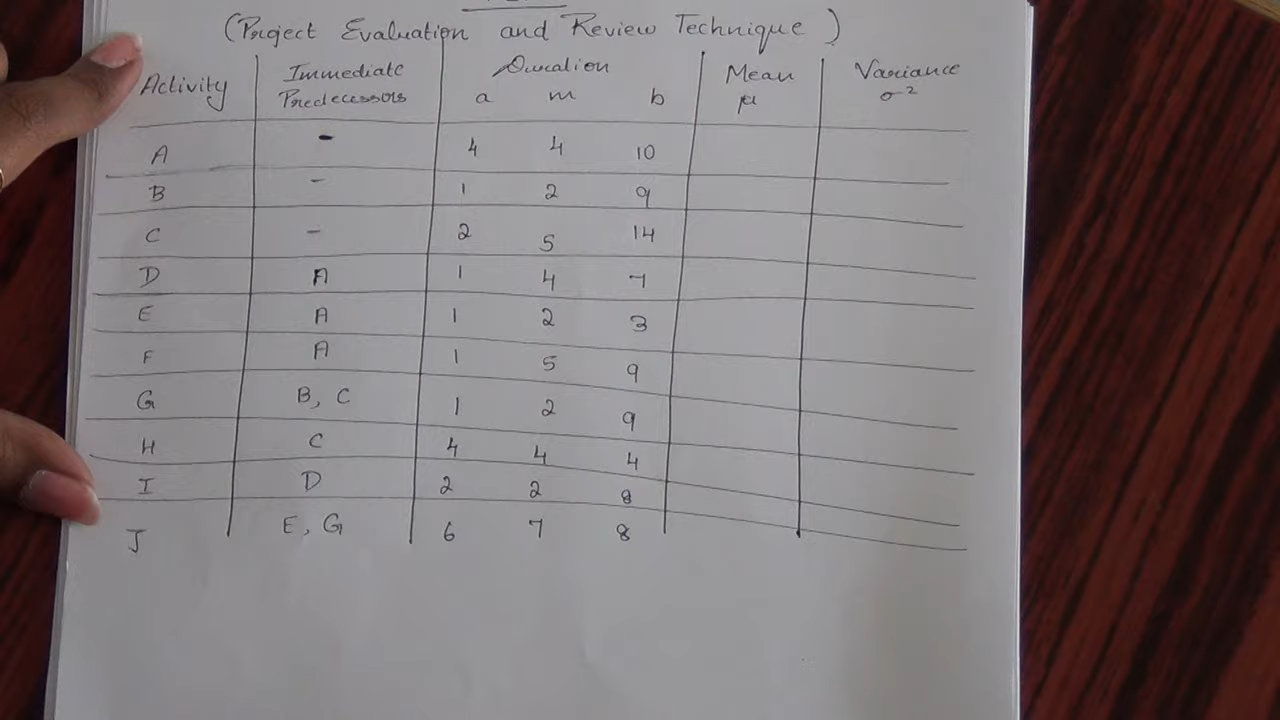 (Project Evaluation and Review Technique )
Activity Immediate Predecessors Duration a m b Mean μ Variance σ²
A - 4 4 10
B - 1 2 9
C - 2 5 14
D A 1 4 7
E A 1 2 3
F A 1 5 9
G B, C 1 2 9
H C 4 4 4
I D 2 2 8
J E, G 6 7 8